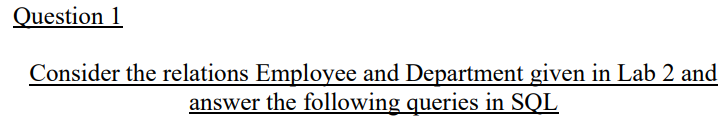 Question 1
Consider the relations Employee and Department given in Lab 2 and
answer the following queries in SQL